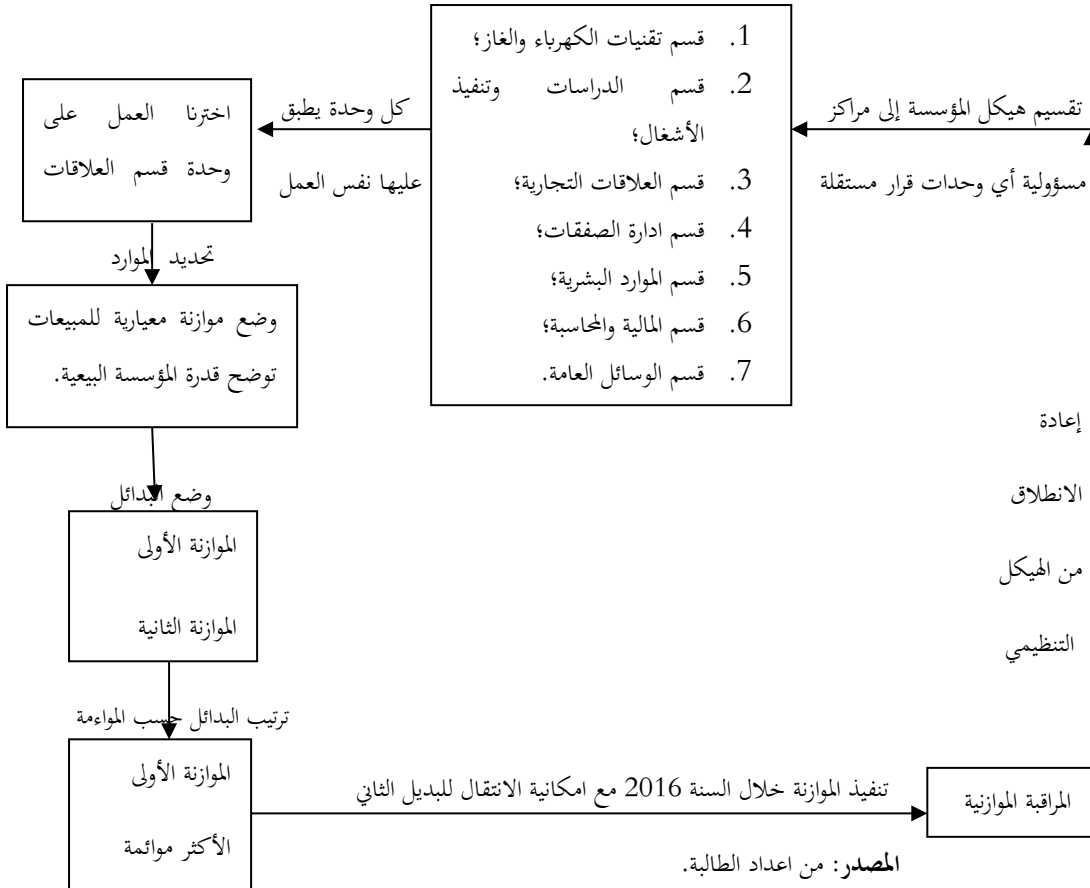 تقسيم هيكل المؤسسة إلى مراكز
مسؤولية أي وحدات قرار مستقلة
1. قسم تقنيات الكهرباء والغاز؛
2. قسم الدراسات وتنفيذ
الأشغال؛
3. قسم العلاقات التجارية؛
4. قسم ادارة الصفقات؛
5. قسم الموارد البشرية؛
6. قسم المالية والمحاسبة؛
7. قسم الوسائل العامة.
كل وحدة يطبق
عليها نفس العمل
اخترنا العمل على
وحدة قسم العلاقات
تحديد الموارد
وضع موازنة معيارية للمبيعات
توضح قدرة المؤسسة البيعية.
وضع البدائل
الموازنة الأولى
الموازنة الثانية
ترتيب البدائل حسب المواءمة
الموازنة الأولى
الأكثر موائمة
تنفيذ الموازنة خلال السنة 2016 مع امكانية الانتقال للبديل الثاني
المراقبة الموازنية
إعادة
الانطلاق
من الهيكل
التنظيمي
المصدر: من اعداد الطالبة.